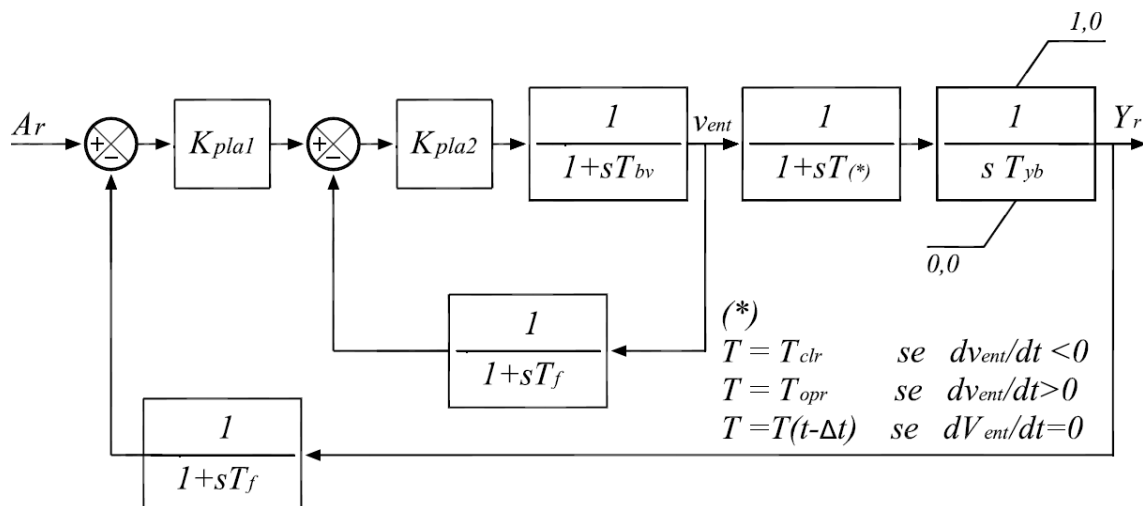 1,0
Ar
+
−
Kpla1
+
−
Kpla2
1
1+sTbv
vent
1
1+sT(*)
1
s Tyb
Yr
0,0
1
1+sTf
(*)
T = Tclr se dvent/dt <0
T = Topr se dvent/dt>0
T =T(t-Δt) se dVent/dt=0
1
1+sTf